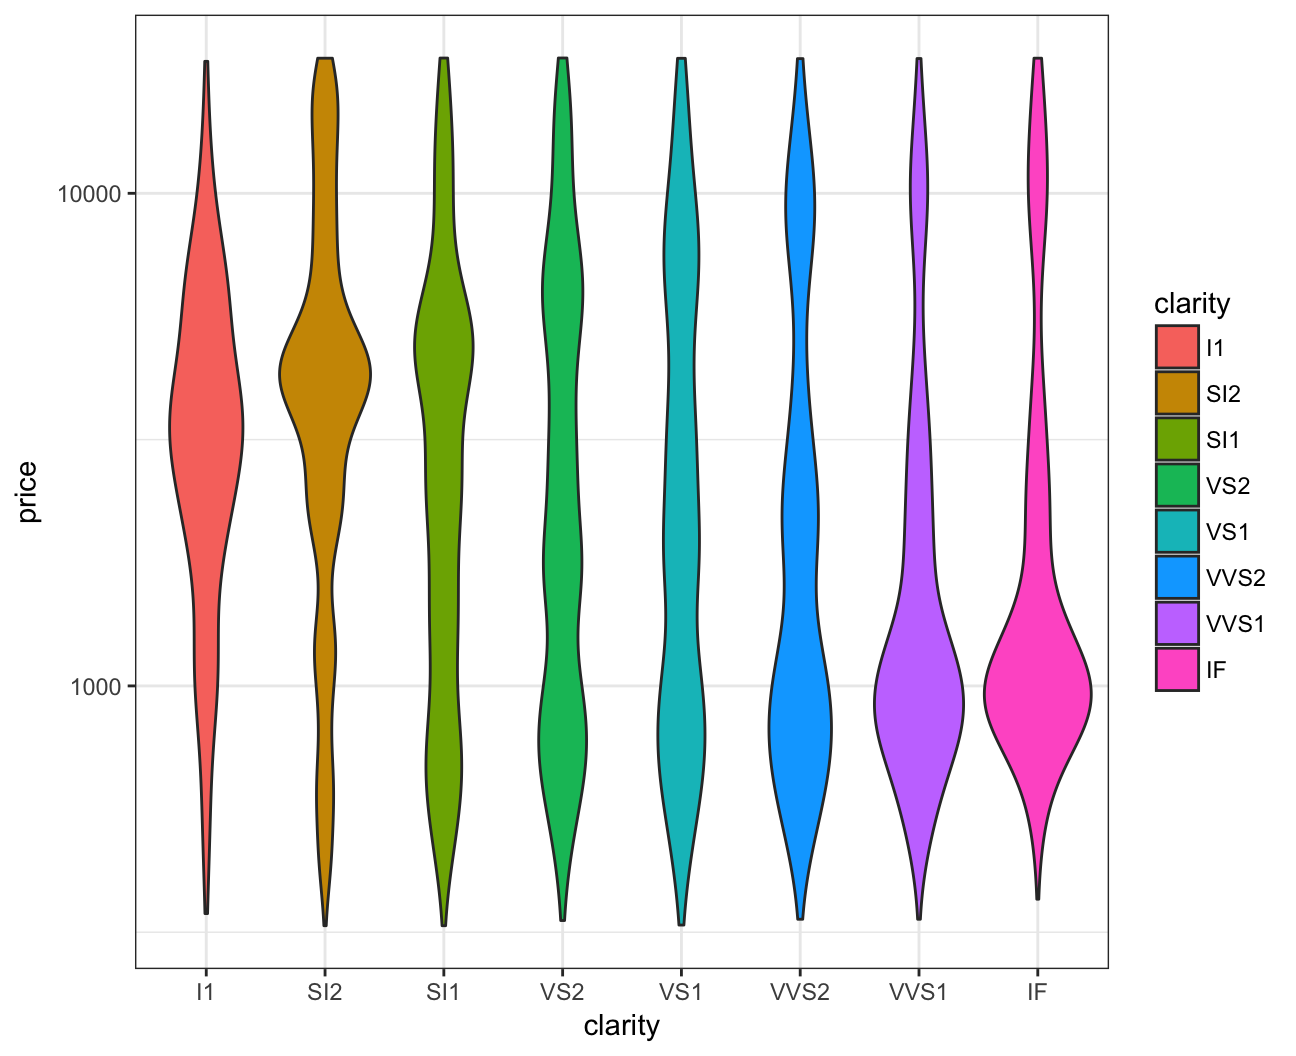 price
10000
1000
I1 SI2 SI1 VS2 VS1 VVS2 VVS1 IF
clarity
clarity
I1
SI2
SI1
VS2
VS1
VVS2
VVS1
IF